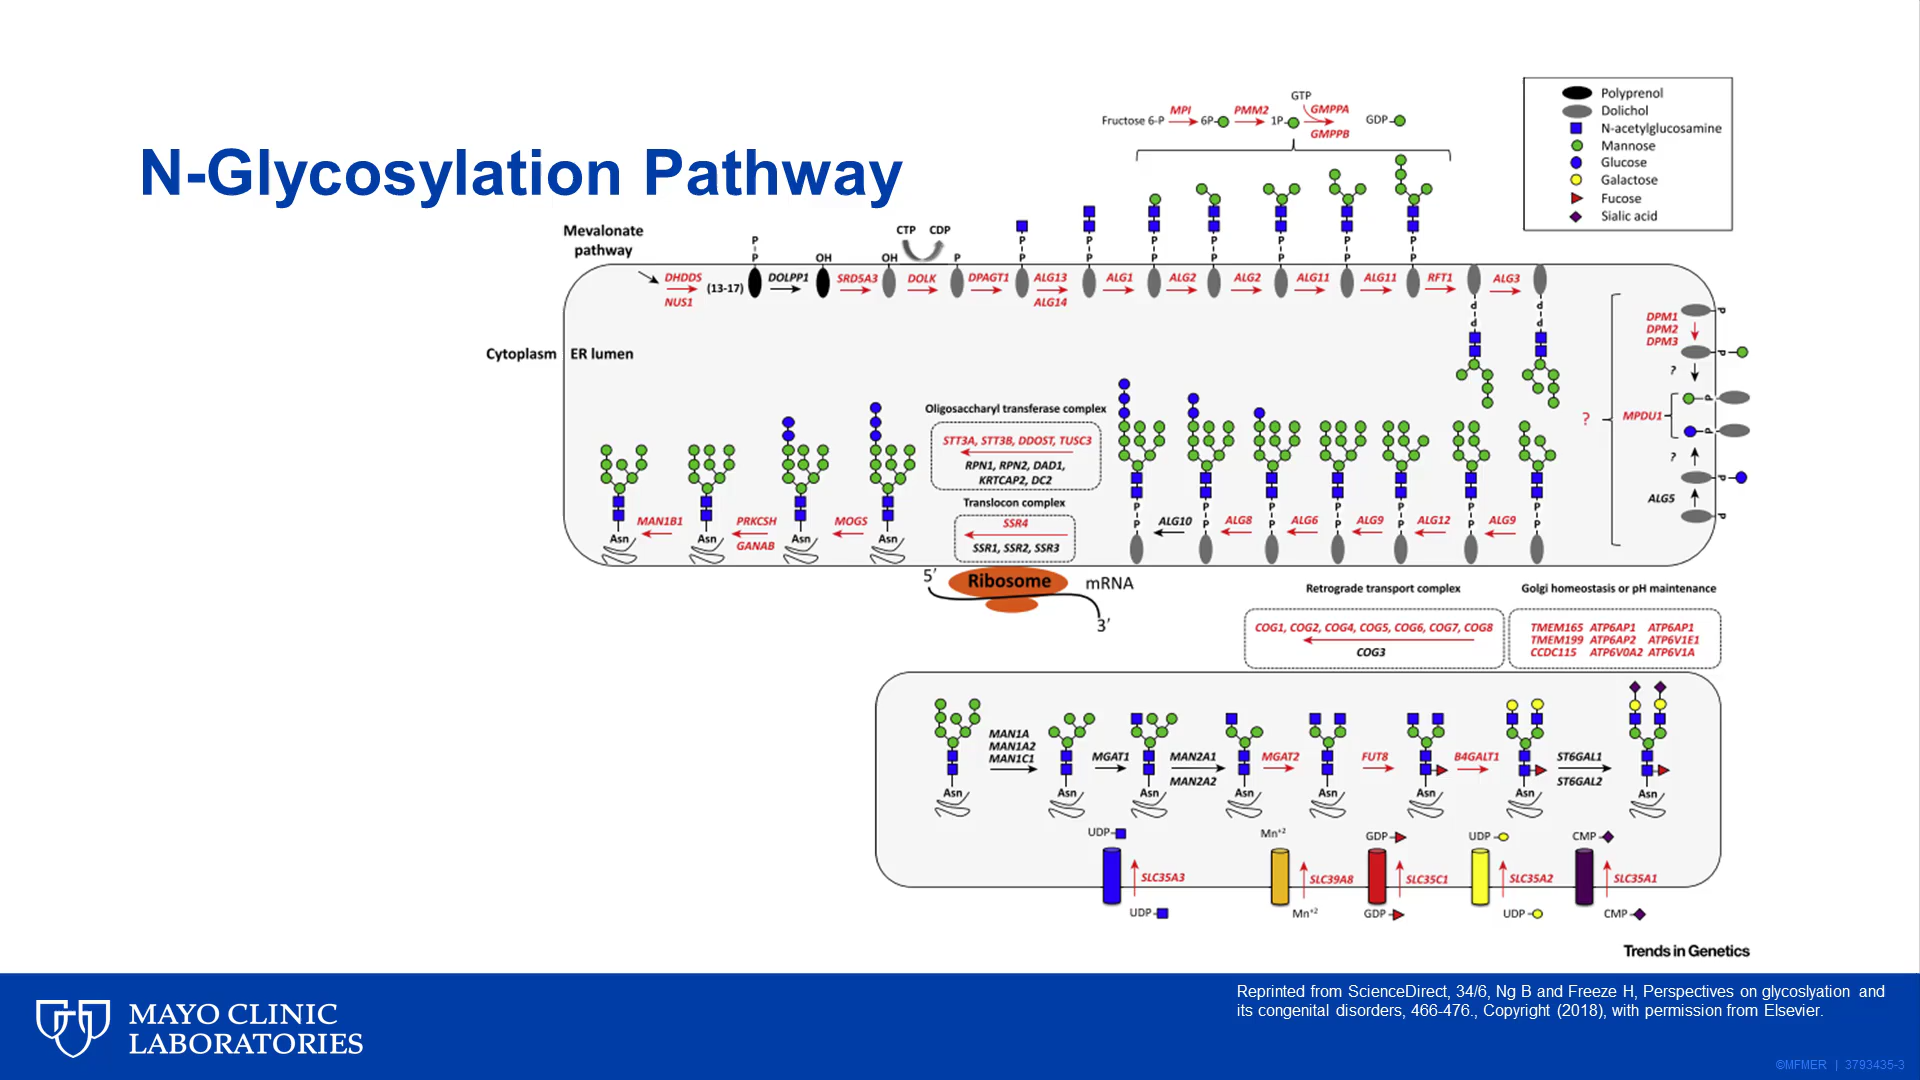 N-Glycosylation Pathway
Polyprenol
Dolichol
N-acetylglucosamine
Mannose
Glucose
Galactose
Fucose
Sialic acid
GTP
Fructose 6-P MPI 6P PMM2 1P GMPPA GDP
GMPPB
Mevalonate
pathway
CTP CDP
P P P P P P P
P OH OH P P P P P P P P
DHDDS (13-17) DOLPP1 SRD5A3 DOLK DPAGT1 ALG13 ALG1 ALG2 ALG2 ALG11 ALG11 RFT1 ALG3
NUS1 ALG14
P P
P P
Cytoplasm ER lumen
DPM1 P
DPM2
DPM3 P
?
? MPDU1 P
P
? P
ALG5
P
Oligosaccharyl transferase complex
STT3A, STT3B, DDOST, TUSC3
RPN1, RPN2, DAD1,
KRTCAP2, DC2
Translocon complex
SSR4
SSR1, SSR2, SSR3
P P P P P P P
P P P P P P P
MAN1B1 PRKCSH MOGS ALG10 ALG8 ALG6 ALG9 ALG12 ALG9
GANAB
Asn Asn Asn Asn
5′ Ribosome mRNA
3′
Retrograde transport complex
COG1, COG2, COG4, COG5, COG6, COG7, COG8
COG3
Golgi homeostasis or pH maintenance
TMEM165 ATP6AP1 ATP6AP1
TMEM199 ATP6AP2 ATP6V1E1
CCDC115 ATP6V0A2 ATP6V1A
MAN1A
MAN1A2
MAN1C1
MGAT1 MAN2A1 MGAT2 FUT8 B4GALT1 ST6GAL1
MAN2A2 ST6GAL2
Asn Asn Asn Asn Asn Asn Asn Asn
UDP Mn+2 GDP UDP CMP
SLC35A3 SLC39A8 SLC35C1 SLC35A2 SLC35A1
UDP Mn+2 GDP UDP CMP
Trends in Genetics
MAYO CLINIC
LABORATORIES
Reprinted from ScienceDirect, 34/6, Ng B and Freeze H, Perspectives on glycoslyation and
its congenital disorders, 466-476., Copyright (2018), with permission from Elsevier.
©MFMER | 3793435-3